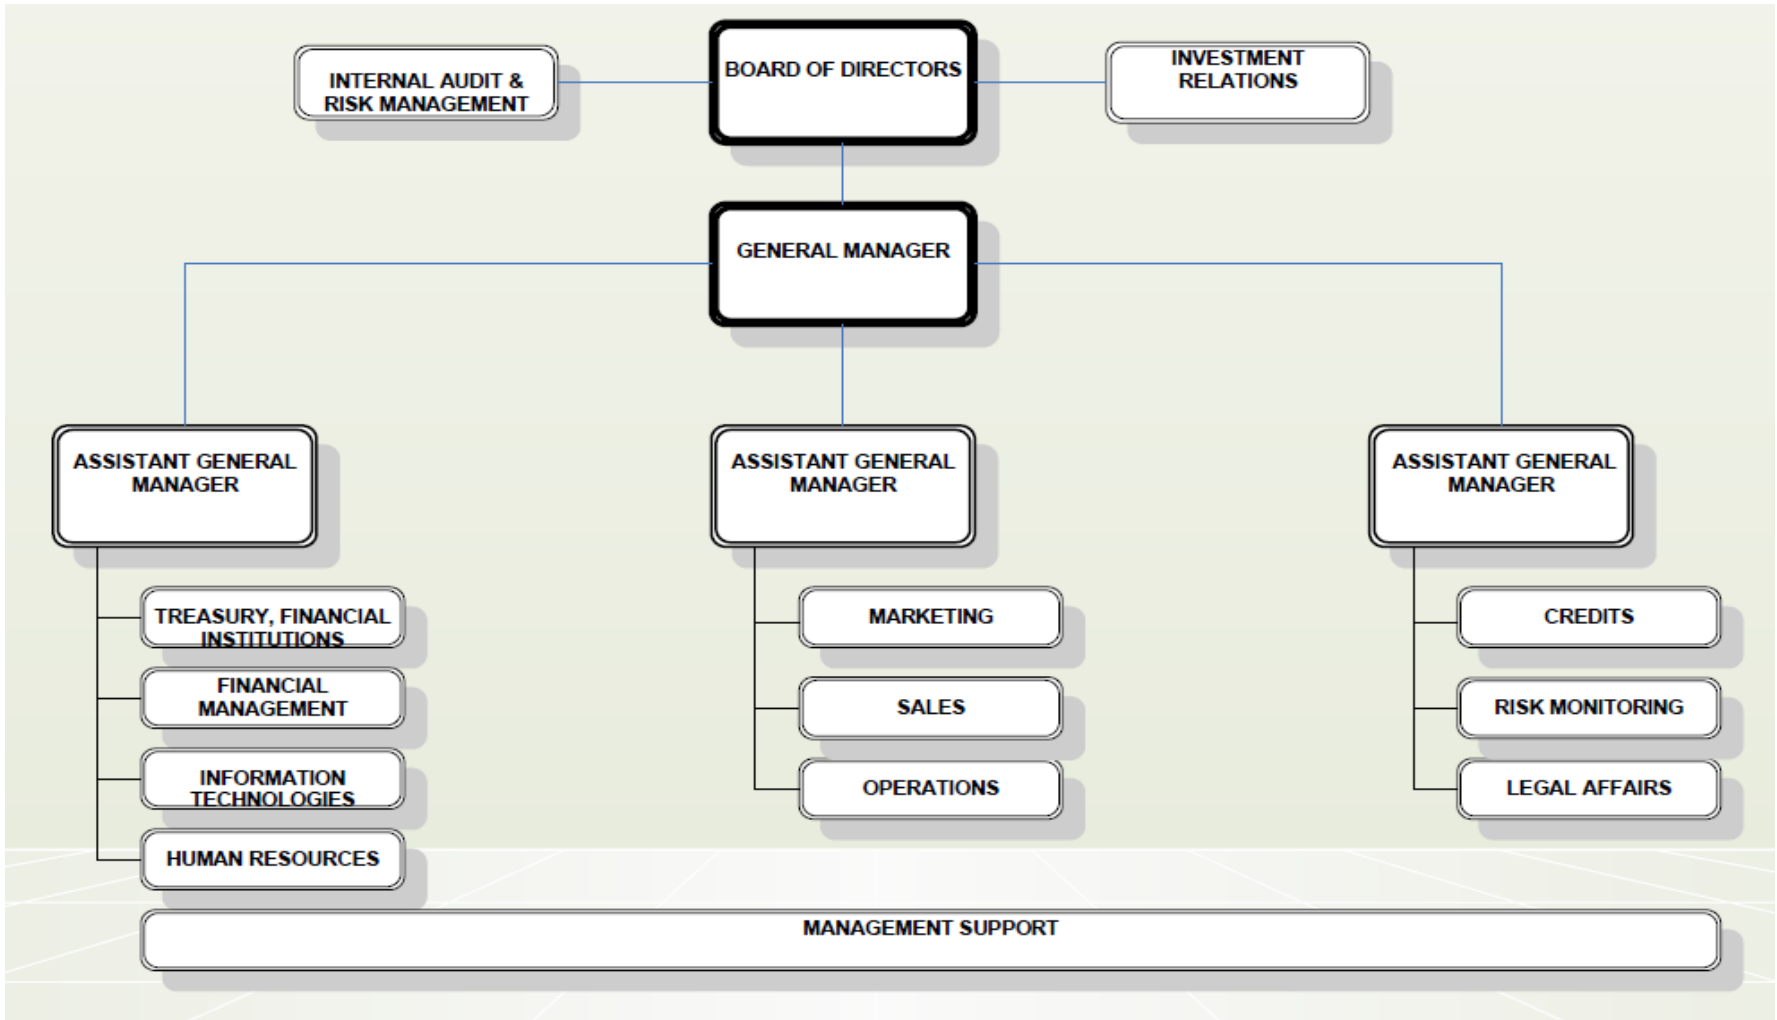 INTERNAL AUDIT &
RISK MANAGEMENT
BOARD OF DIRECTORS
INVESTMENT
RELATIONS
GENERAL MANAGER
ASSISTANT GENERAL
MANAGER
ASSISTANT GENERAL
MANAGER
ASSISTANT GENERAL
MANAGER
TREASURY, FINANCIAL
INSTITUTIONS
FINANCIAL
MANAGEMENT
INFORMATION
TECHNOLOGIES
HUMAN RESOURCES
MARKETING
SALES
OPERATIONS
CREDITS
RISK MONITORING
LEGAL AFFAIRS
MANAGEMENT SUPPORT